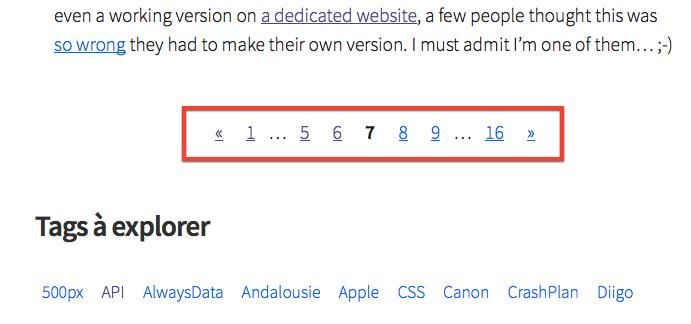 even a working version on a dedicated website, a few people thought this was
so wrong they had to make their own version. I must admit I’m one of them… ;-)
« 1 … 5 6 7 8 9 … 16 »
Tags à explorer
500px API AlwaysData Andalousie Apple CSS Canon CrashPlan Diigo